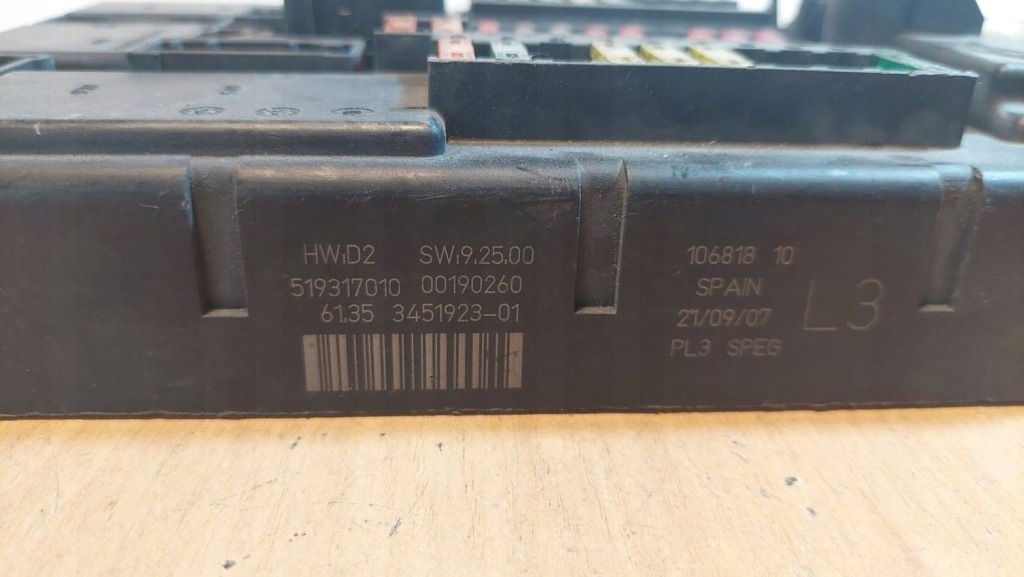 HW:D2 SW:9.25.00
519317010 00190260
61.35 3451923-01
106818 10
SPAIN
21/09/07
PL3 SPEG
L3